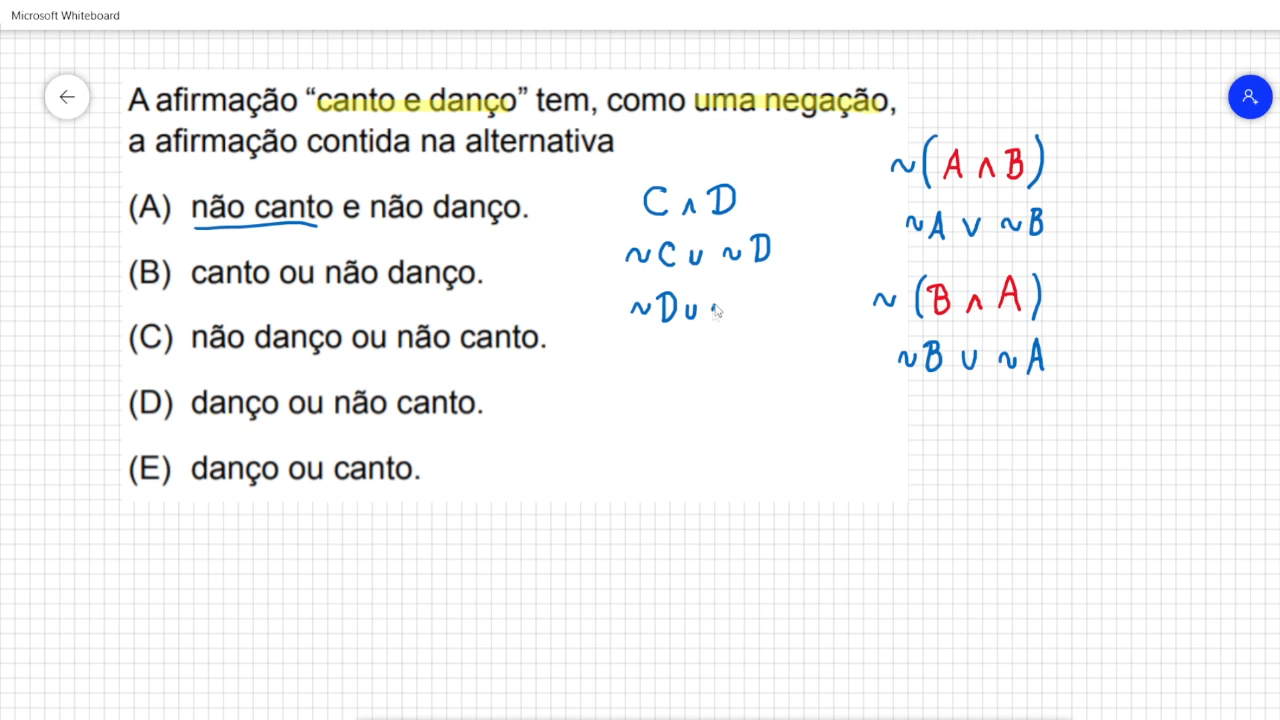 Microsoft Whiteboard
A afirmação “canto e danço” tem, como uma negação,
a afirmação contida na alternativa
(A) não canto e não danço.
(B) canto ou não danço.
(C) não danço ou não canto.
(D) danço ou não canto.
(E) danço ou canto.
C ∧ D
~C ∨ ~D
~D ∨
~(A ∧ B)
~A ∨ ~B
~(B ∧ A)
~B ∨ ~A